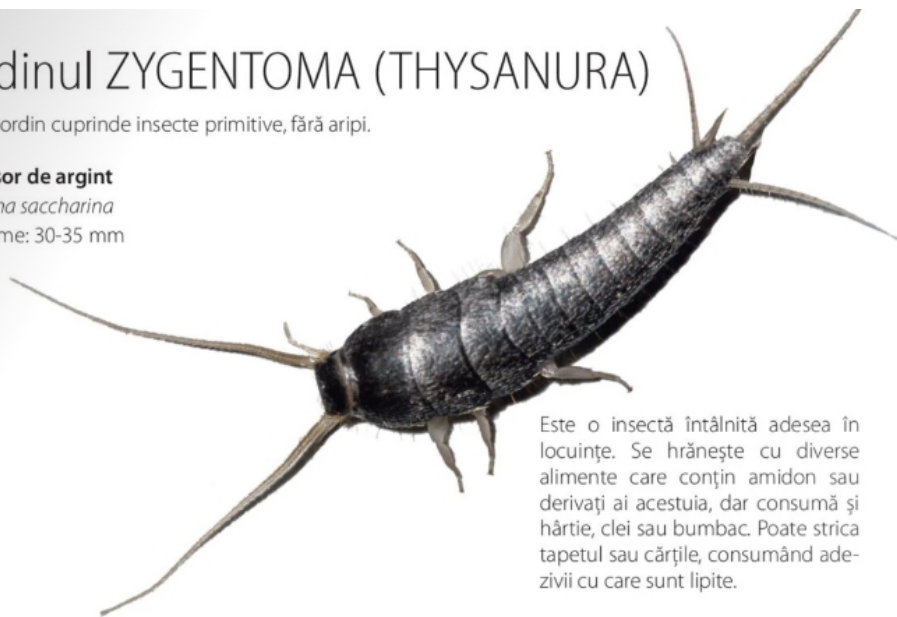 dinul ZYGENTOMA (THYSANURA)
ordin cuprinde insecte primitive, fără aripi.
șor de argint
na saccharina
me: 30-35 mm
Este o insectă întâlnită adesea în
locuințe. Se hrănește cu diverse
alimente care conțin amidon sau
derivați ai acestuia, dar consumă și
hârtie, clei sau bumbac. Poate strica
tapetul sau cărțile, consumând ade-
zivii cu care sunt lipite.